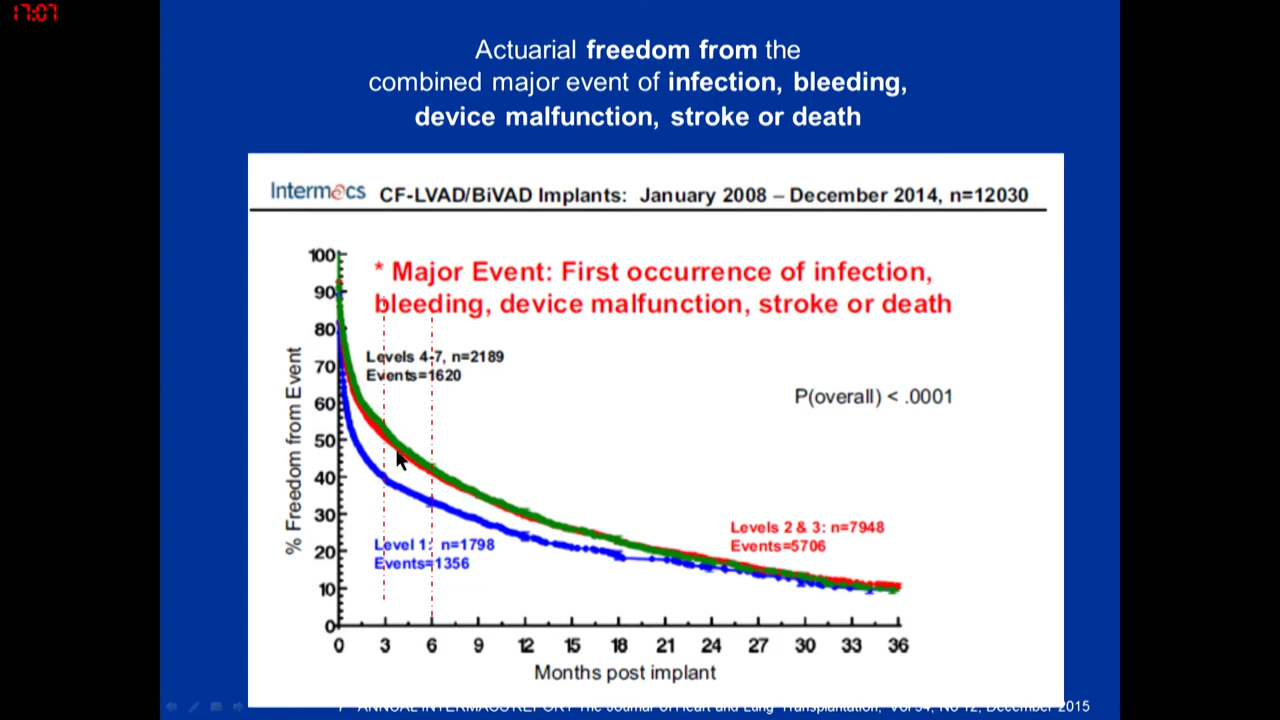 17:07
Actuarial freedom from the
combined major event of infection, bleeding,
device malfunction, stroke or death
Intermacs CF-LVAD/BiVAD Implants: January 2008 – December 2014, n=12030
* Major Event: First occurrence of infection,
bleeding, device malfunction, stroke or death
Levels 4-7, n=2189
Events=1620
P(overall) < .0001
Levels 2 & 3: n=7948
Events=5706
Level 1: n=1798
Events=1356
% Freedom from Event
100
90
80
70
60
50
40
30
20
10
0
0 3 6 9 12 15 18 21 24 27 30 33 36
Months post implant
ANNUAL INTERMACS REPORT The Journal of Heart and Lung Transplantation, Vol 34, No 12, December 2015